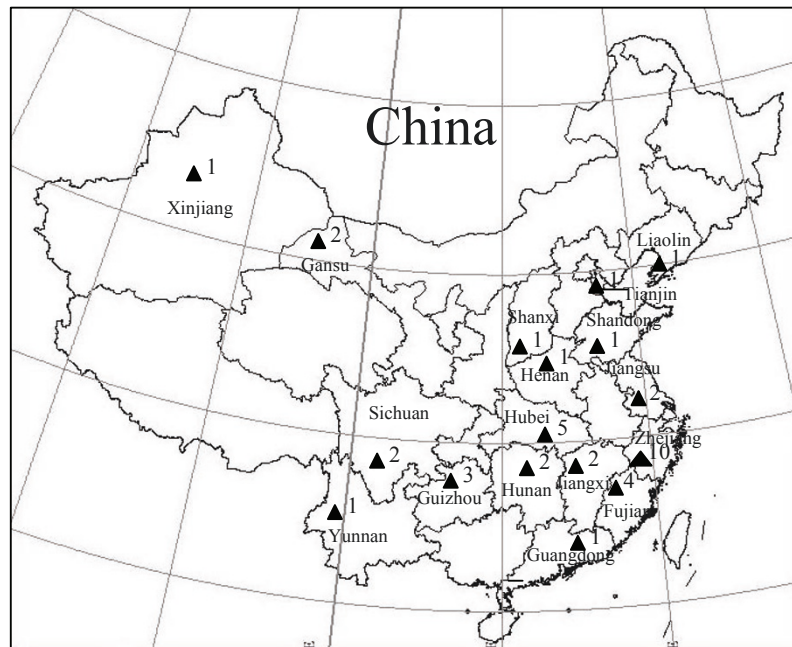 China
1
Xinjiang
2
Gansu
Liaolin
1
1
Tianjin
Shanxi
Shandong
1
1
1
Henan
Jiangsu
2
Sichuan
Hubei
5
Zhejiang
10
2
3
Guizhou
2
Hunan
2
Jiangxi
4
Fujian
1
Yunnan
1
Guangdong